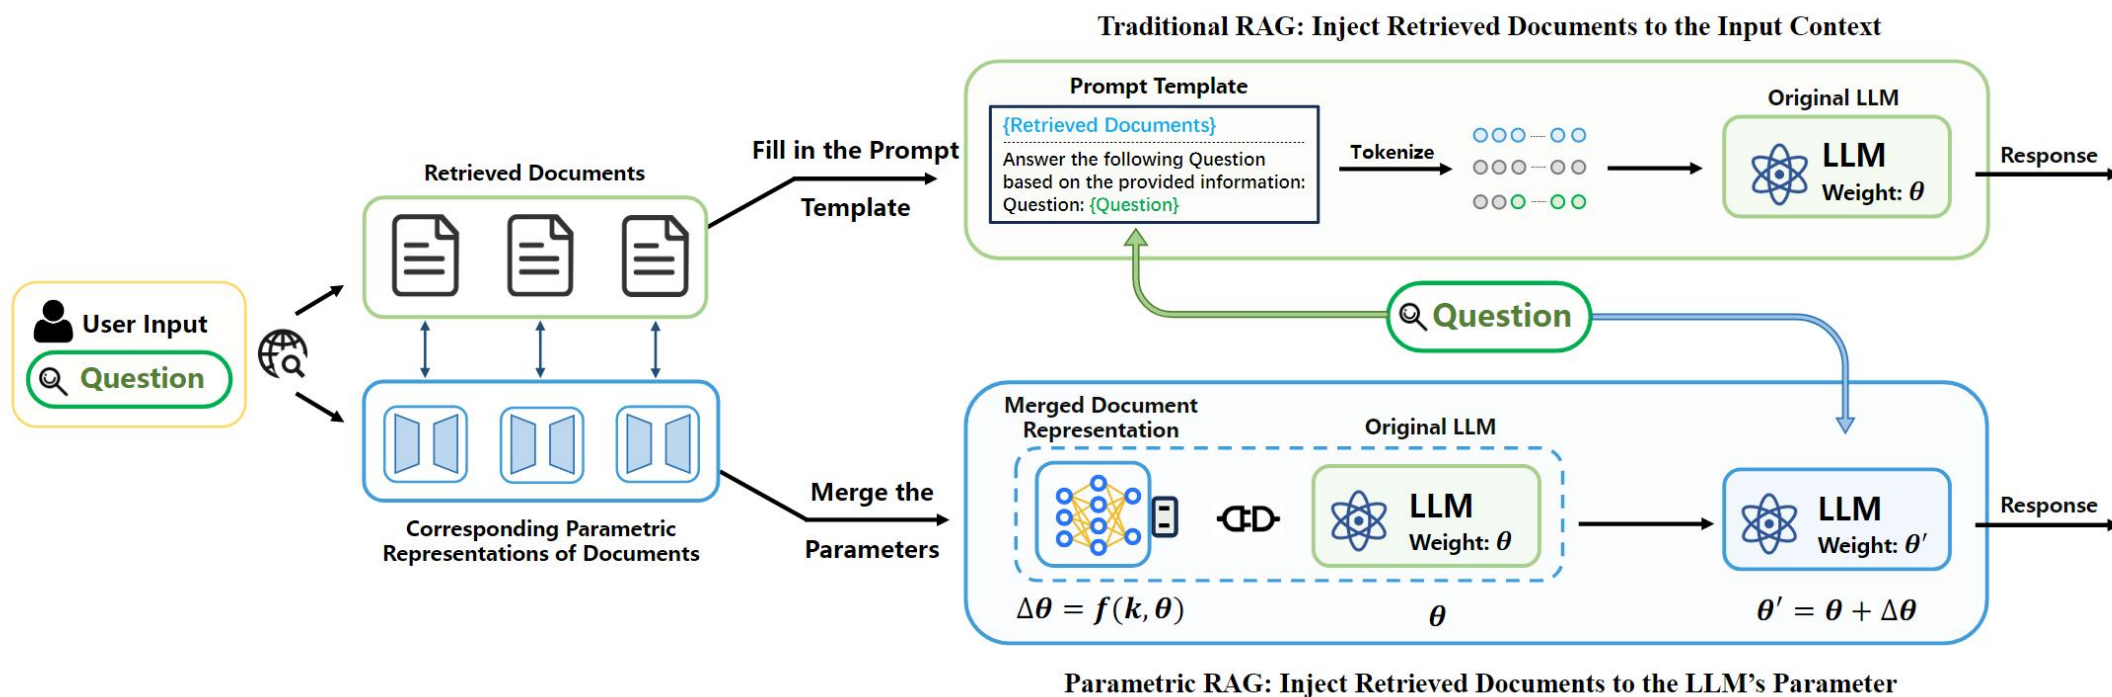 Traditional RAG: Inject Retrieved Documents to the Input Context
User Input
Question
Retrieved Documents
Corresponding Parametric
Representations of Documents
Fill in the Prompt
Template
Merge the
Parameters
Prompt Template
{Retrieved Documents}
Answer the following Question
based on the provided information:
Question: {Question}
Tokenize
Original LLM
LLM
Weight: θ
Response
Question
Merged Document
Representation
Original LLM
LLM
Weight: θ
Δθ = f(k, θ)
θ
LLM
Weight: θ′
θ′ = θ + Δθ
Response
Parametric RAG: Inject Retrieved Documents to the LLM’s Parameter